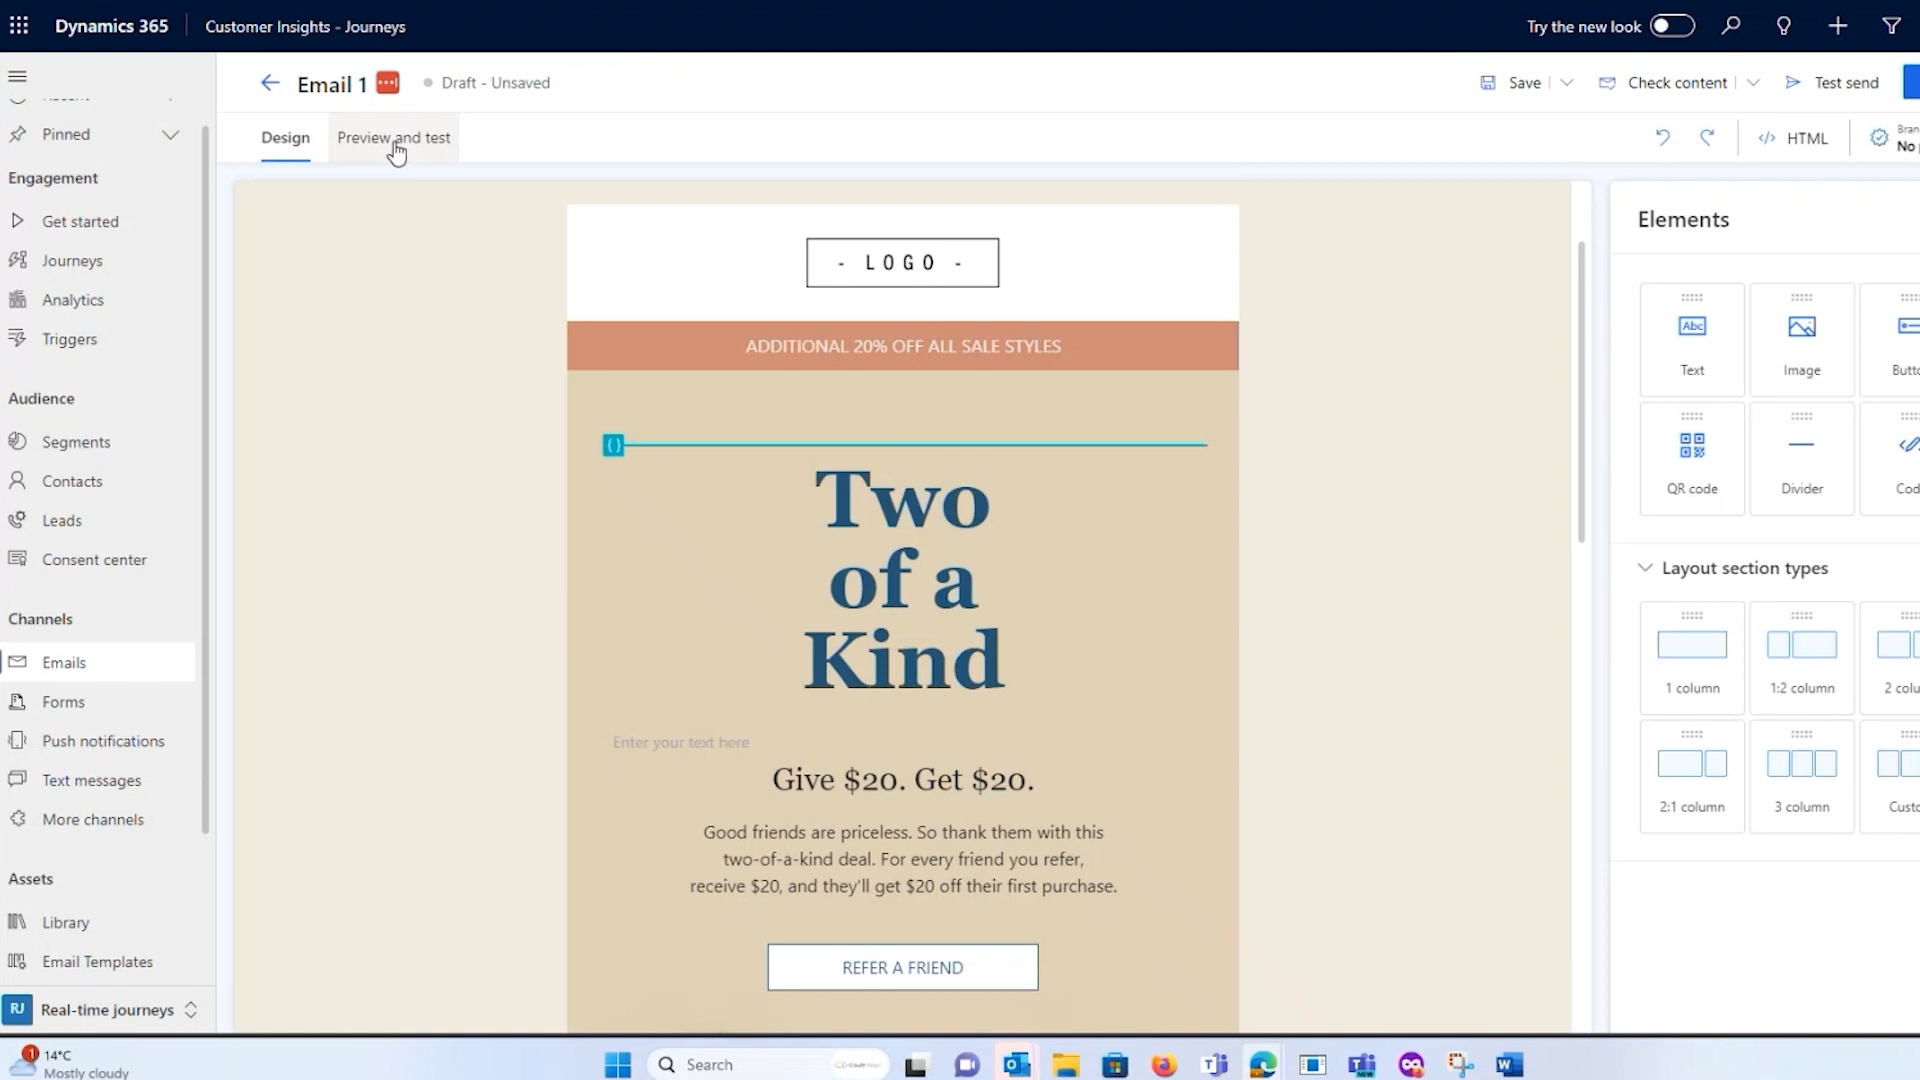 Dynamics 365
Customer Insights - Journeys
Try the new look
Email 1
Draft - Unsaved
Save
Check content
Test send
Design
Preview and test
HTML
No
Pinned
Engagement
Get started
Journeys
Analytics
Triggers
Audience
Segments
Contacts
Leads
Consent center
Channels
Emails
Forms
Push notifications
Text messages
More channels
Assets
Library
Email Templates
RJ
Real-time journeys
- LOGO -
ADDITIONAL 20% OFF ALL SALE STYLES
Two
of a
Kind
Enter your text here
Give $20. Get $20.
Good friends are priceless. So thank them with this
two-of-a-kind deal. For every friend you refer,
receive $20, and they'll get $20 off their first purchase.
REFER A FRIEND
Elements
Abc
Text
Image
QR code
Divider
Layout section types
1 column
1:2 column
2
2:1 column
3 column
1
14°C
Mostly cloudy
Search
NEW